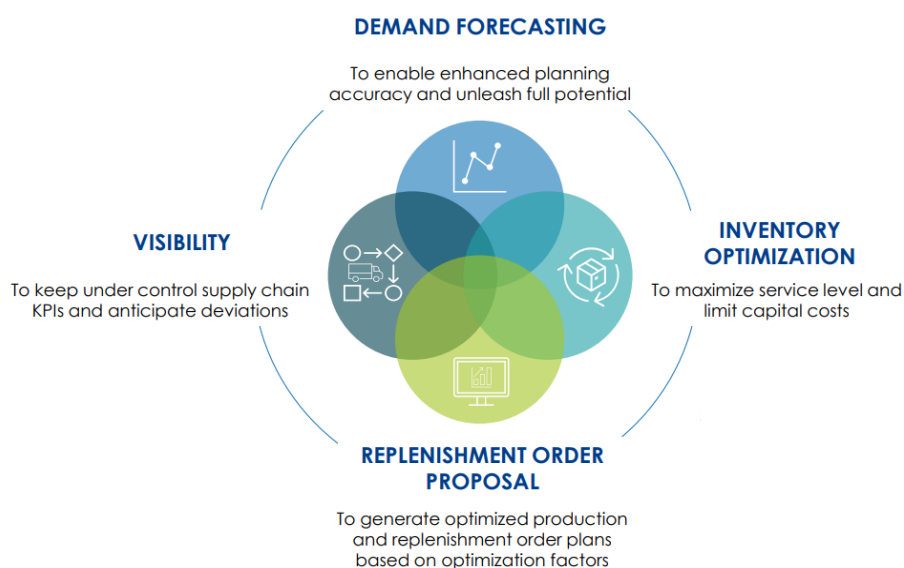 DEMAND FORECASTING
To enable enhanced planning
accuracy and unleash full potential
VISIBILITY
To keep under control supply chain
KPIs and anticipate deviations
INVENTORY
OPTIMIZATION
To maximize service level and
limit capital costs
REPLENISHMENT ORDER
PROPOSAL
To generate optimized production
and replenishment order plans
based on optimization factors